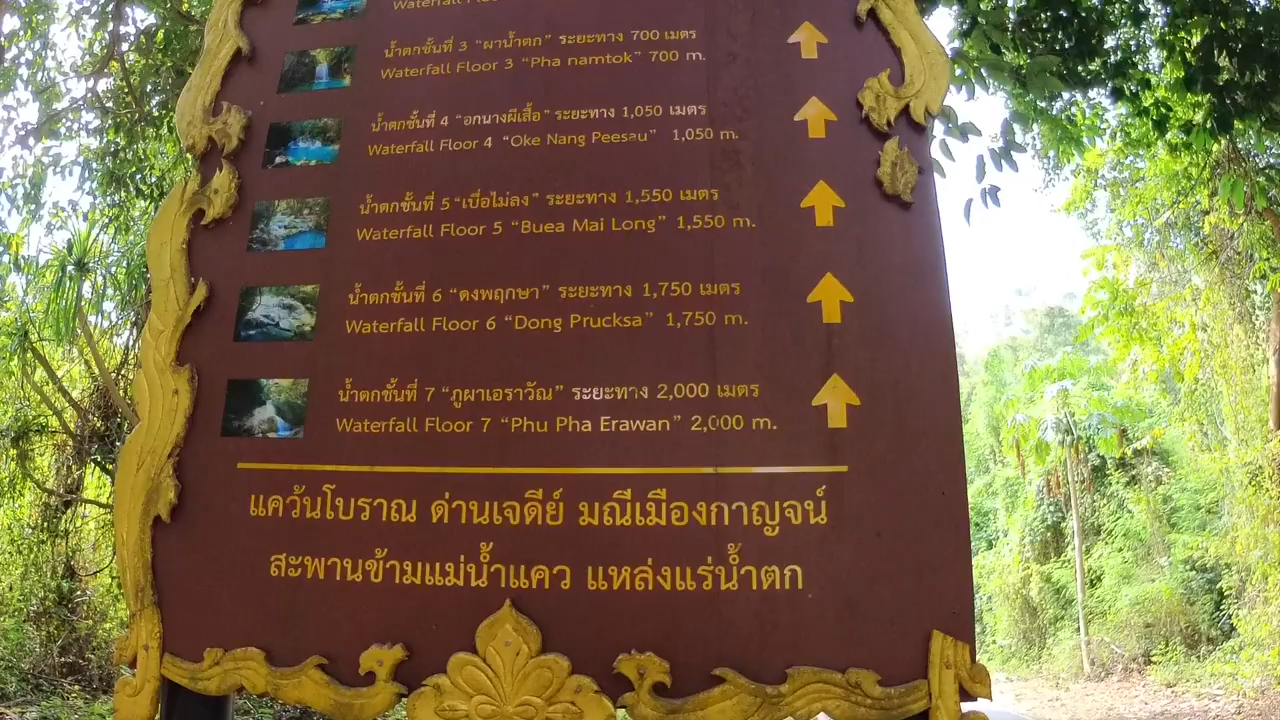 Waterfall Floor
น้ำตกชั้นที่ 3 “ผาน้ำตก” ระยะทาง 700 เมตร
Waterfall Floor 3 “Pha namtok” 700 m.
น้ำตกชั้นที่ 4 “อกนางผีเสื้อ” ระยะทาง 1,050 เมตร
Waterfall Floor 4 “Oke Nang Peesau” 1,050 m.
น้ำตกชั้นที่ 5 “เบื่อไม่ลง” ระยะทาง 1,550 เมตร
Waterfall Floor 5 “Buea Mai Long” 1,550 m.
น้ำตกชั้นที่ 6 “ดงพฤกษา” ระยะทาง 1,750 เมตร
Waterfall Floor 6 “Dong Prucksa” 1,750 m.
น้ำตกชั้นที่ 7 “ภูผาเอราวัณ” ระยะทาง 2,000 เมตร
Waterfall Floor 7 “Phu Pha Erawan” 2,000 m.
แคว้นโบราณ ด่านเจดีย์ มณีเมืองกาญจน์
สะพานข้ามแม่น้ำแคว แหล่งแร่น้ำตก